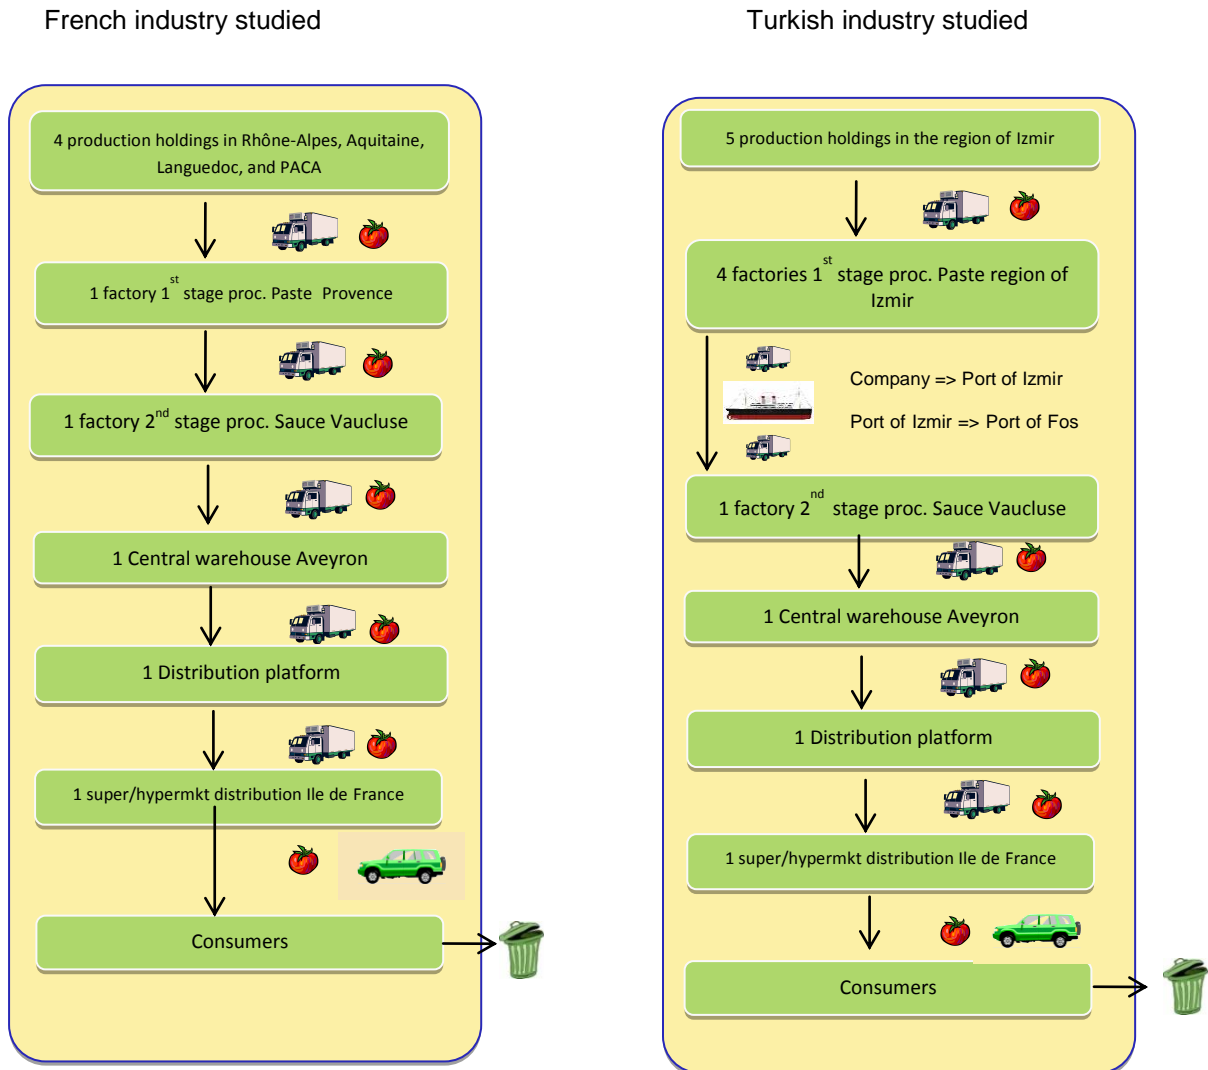 French industry studied
4 production holdings in Rhône-Alpes, Aquitaine,
Languedoc, and PACA
1 factory 1st stage proc. Paste Provence
1 factory 2nd stage proc. Sauce Vaucluse
1 Central warehouse Aveyron
1 Distribution platform
1 super/hypermkt distribution Ile de France
Consumers
Turkish industry studied
5 production holdings in the region of Izmir
4 factories 1st stage proc. Paste region of
Izmir
Company => Port of Izmir
Port of Izmir => Port of Fos
1 factory 2nd stage proc. Sauce Vaucluse
1 Central warehouse Aveyron
1 Distribution platform
1 super/hypermkt distribution Ile de France
Consumers